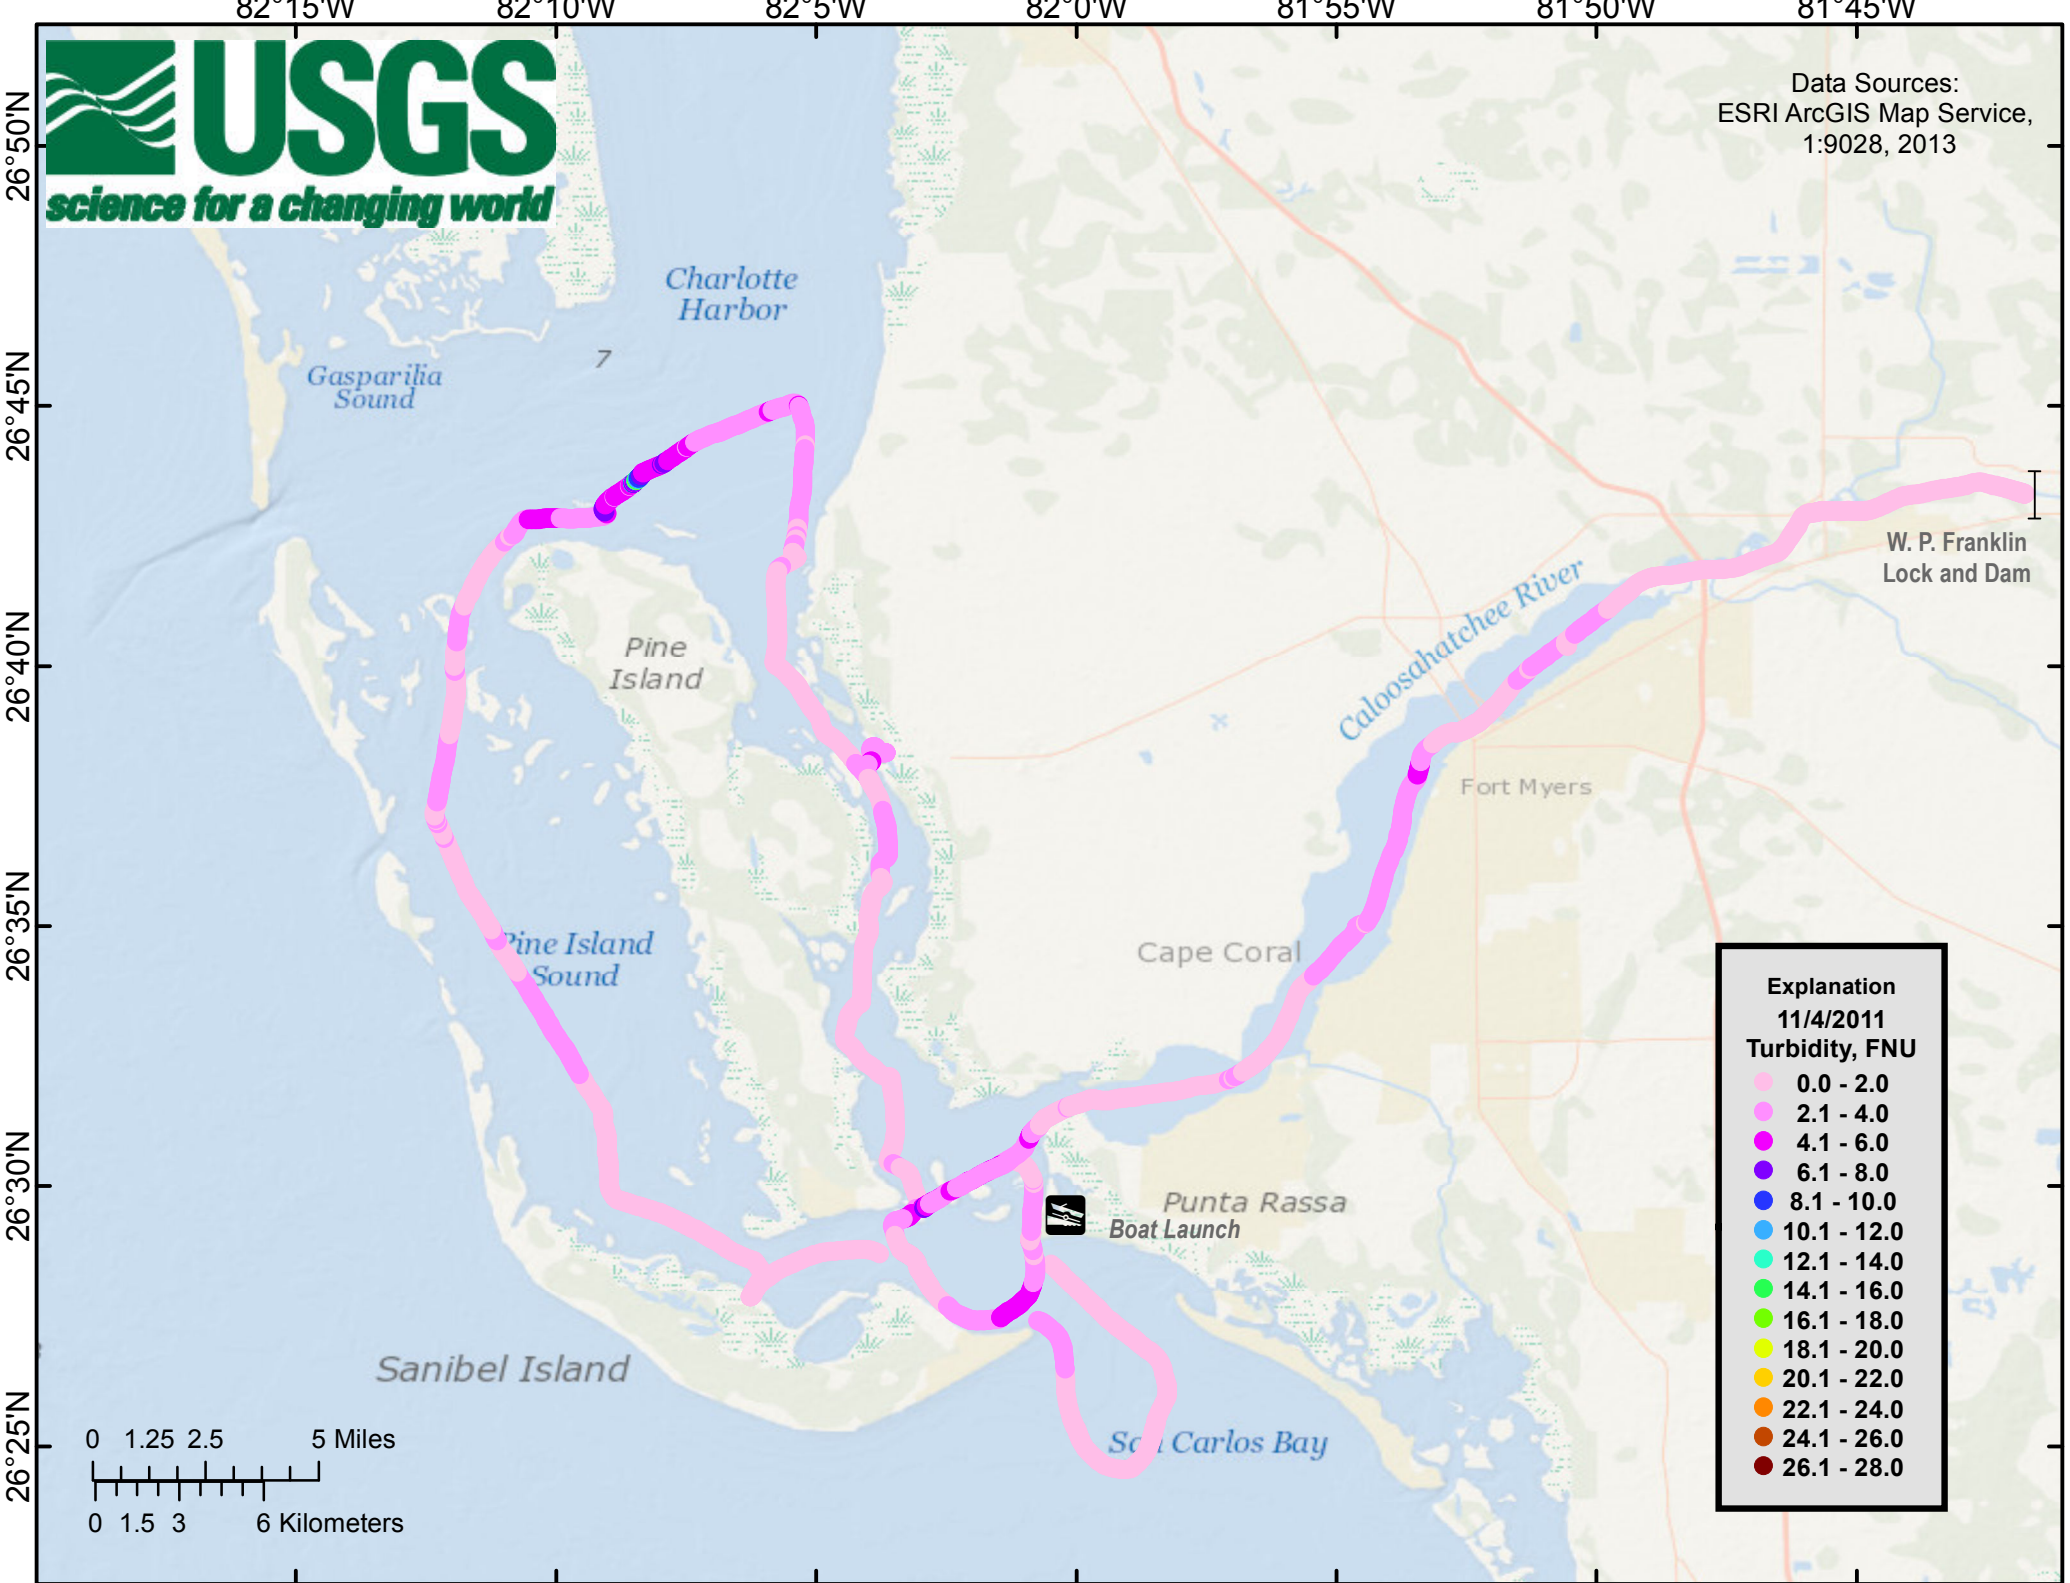 82°15'W 82°10'W 82°5'W 82°0'W 81°55'W 81°50'W 81°45'W
USGS
science for a changing world
Data Sources:
ESRI ArcGIS Map Service,
1:9028, 2013
26°50'N
26°45'N
26°40'N
26°35'N
26°30'N
26°25'N
Charlotte
Harbor
7
Gasparilia
Sound
W. P. Franklin
Lock and Dam
Caloosahatchee River
Pine
Island
Fort Myers
Cape Coral
Pine Island
Sound
Punta Rassa
Boat Launch
Sanibel Island
San Carlos Bay
Explanation
11/4/2011
Turbidity, FNU
0.0 - 2.0
2.1 - 4.0
4.1 - 6.0
6.1 - 8.0
8.1 - 10.0
10.1 - 12.0
12.1 - 14.0
14.1 - 16.0
16.1 - 18.0
18.1 - 20.0
20.1 - 22.0
22.1 - 24.0
24.1 - 26.0
26.1 - 28.0
0 1.25 2.5 5 Miles
0 1.5 3 6 Kilometers